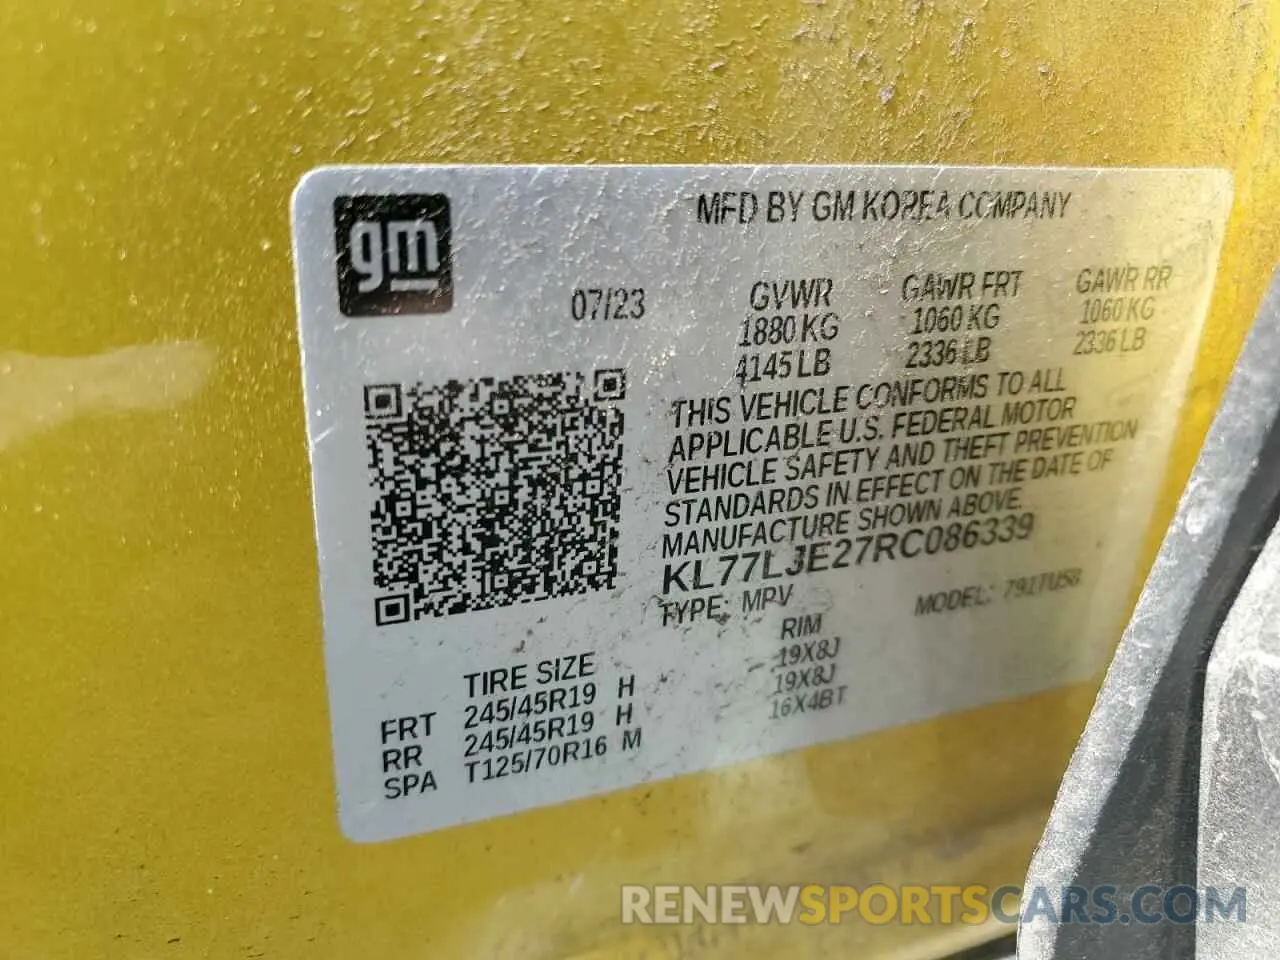 gm
MFD BY GM KOREA COMPANY
07/23
GVWR GAWR FRT GAWR RR
1880 KG 1060 KG 1060 KG
4145 LB 2336 LB 2336 LB
THIS VEHICLE CONFORMS TO ALL
APPLICABLE U.S. FEDERAL MOTOR
VEHICLE SAFETY AND THEFT PREVENTION
STANDARDS IN EFFECT ON THE DATE OF
MANUFACTURE SHOWN ABOVE.
KL77LJE27RC086339
TYPE: MPV MODEL: 791TU58
TIRE SIZE RIM
FRT 245/45R19 H 19X8J
RR 245/45R19 H 19X8J
SPA T125/70R16 M 16X4BT
RENEWSPORTSCARS.COM